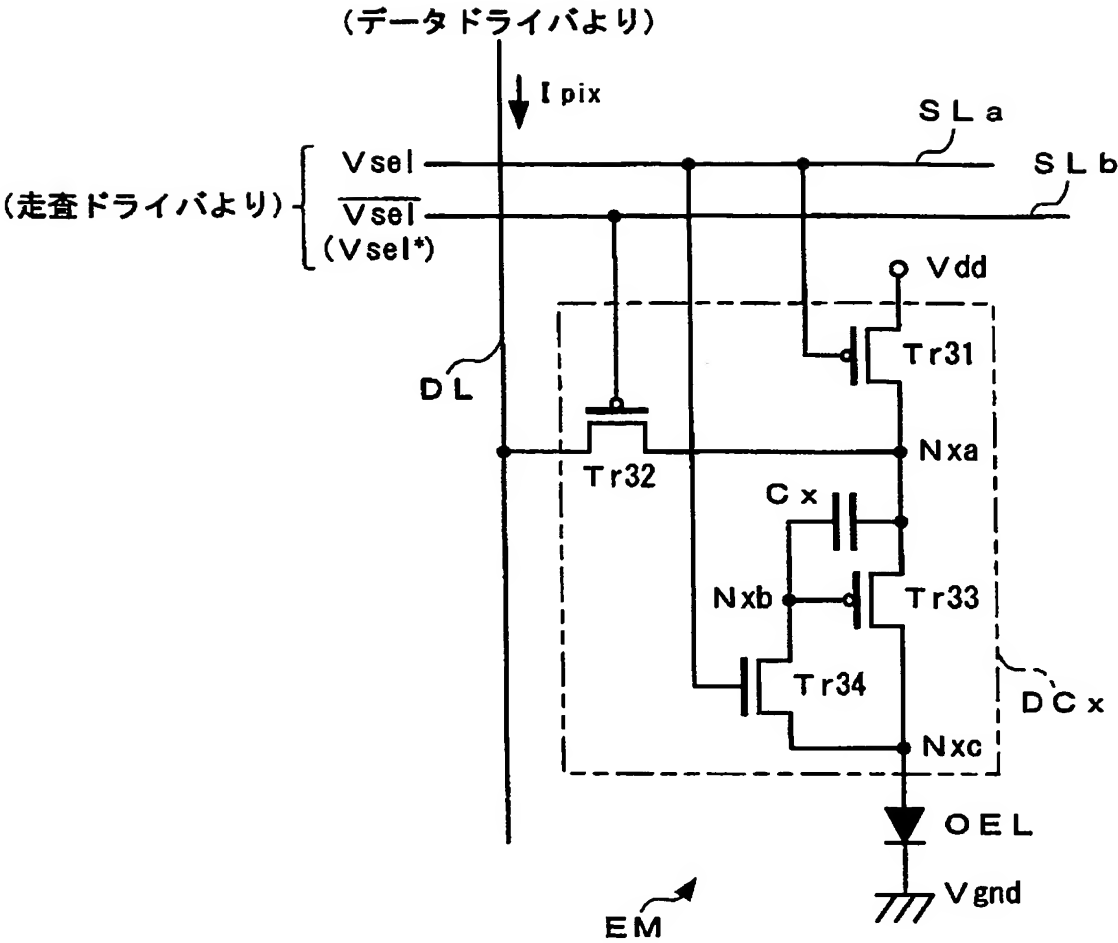 (データドライバより)
Ipix
SLa
Vsel
SLb
(走査ドライバより)
Vsel
(Vsel*)
Vdd
Tr31
DL
Nxa
Tr32
Cx
Nxb
Tr33
Tr34
DCx
Nxc
OEL
Vgnd
EM